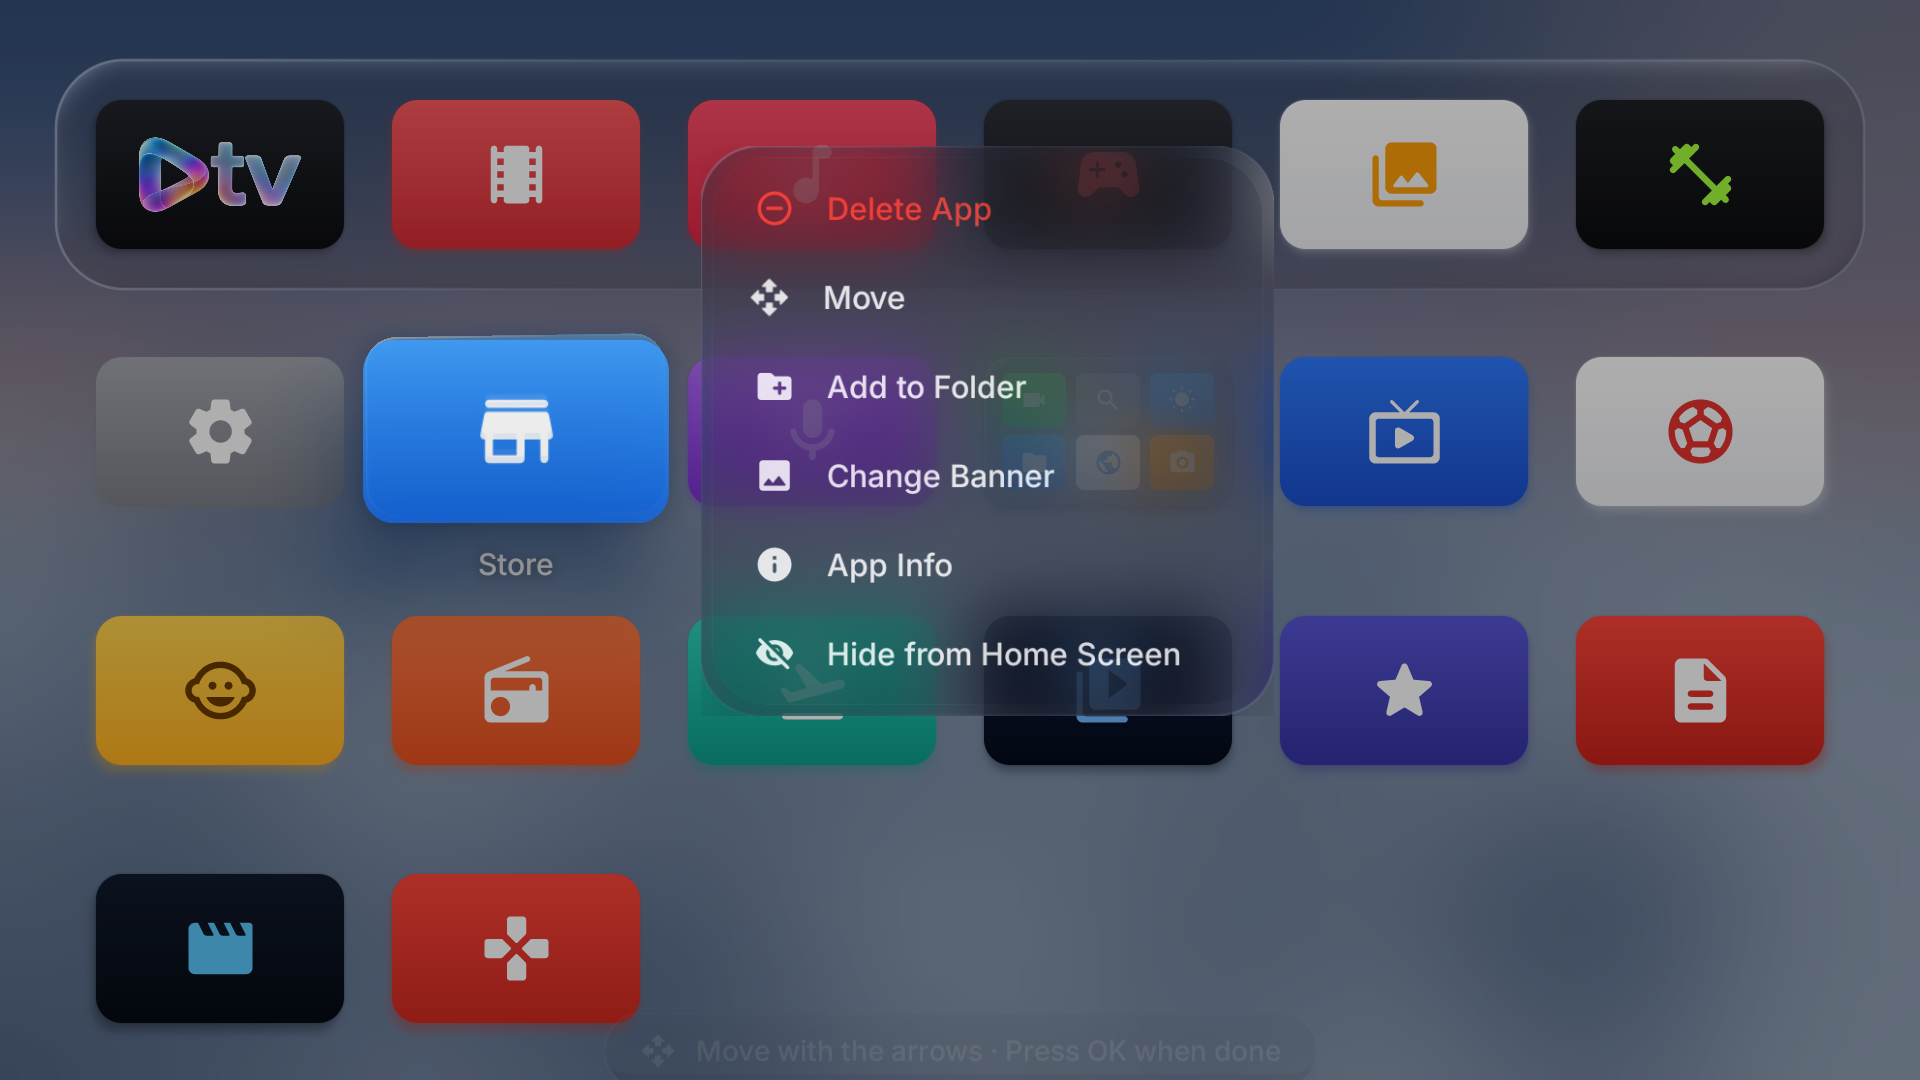 tv
Delete App
Move
Add to Folder
Change Banner
App Info
Store
Hide from Home Screen
Move with the arrows · Press OK when done